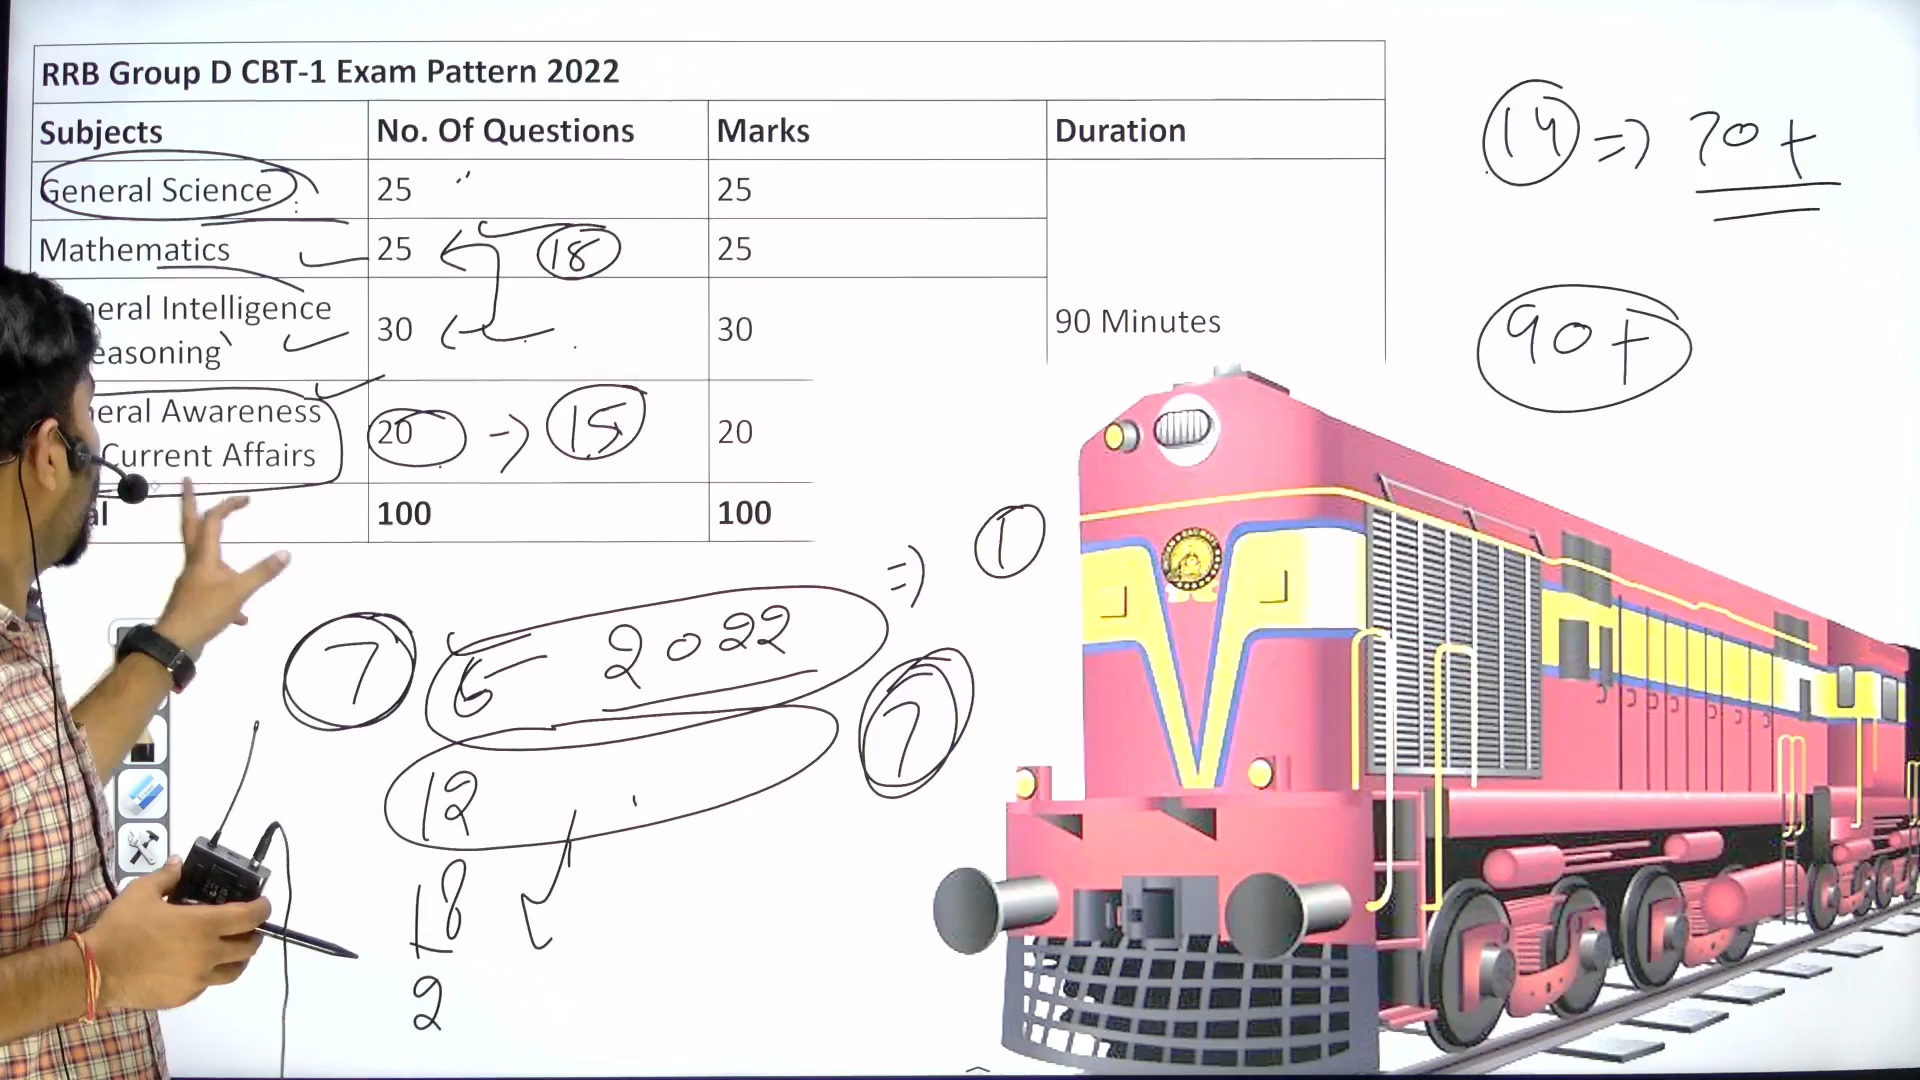 RRB Group D CBT-1 Exam Pattern 2022
Subjects No. Of Questions Marks Duration
General Science 25 25
Mathematics 25 18 25
eral Intelligence
easoning 30 30 90 Minutes
eral Awareness
Current Affairs 20 => 15 20
al 100 100
14 => 70+
90+
=> 1
7 6 2022
7
12
18
2